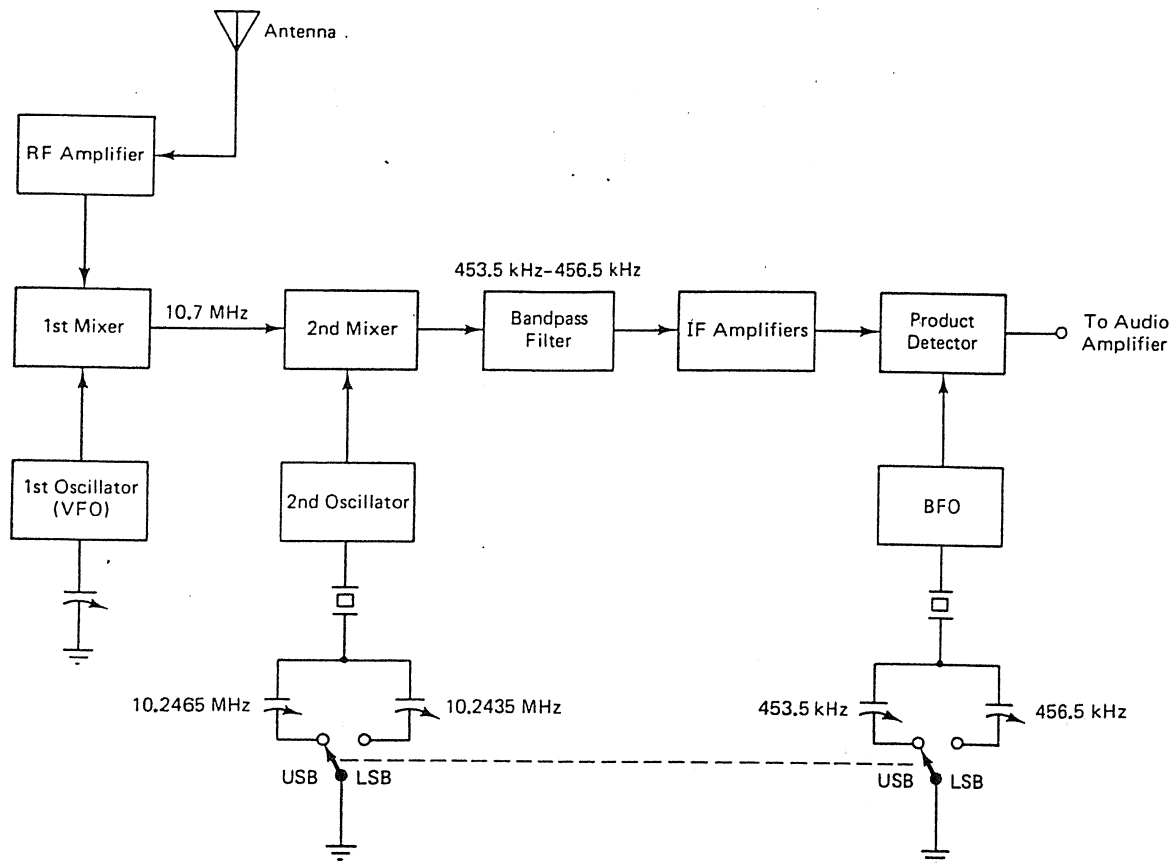 Antenna
RF Amplifier
453.5 kHz-456.5 kHz
1st Mixer
10.7 MHz
2nd Mixer
Bandpass
Filter
IF Amplifiers
Product
Detector
To Audio
Amplifier
1st Oscillator
(VFO)
2nd Oscillator
BFO
10.2465 MHz
10.2435 MHz
453.5 kHz
456.5 kHz
USB
LSB
USB
LSB